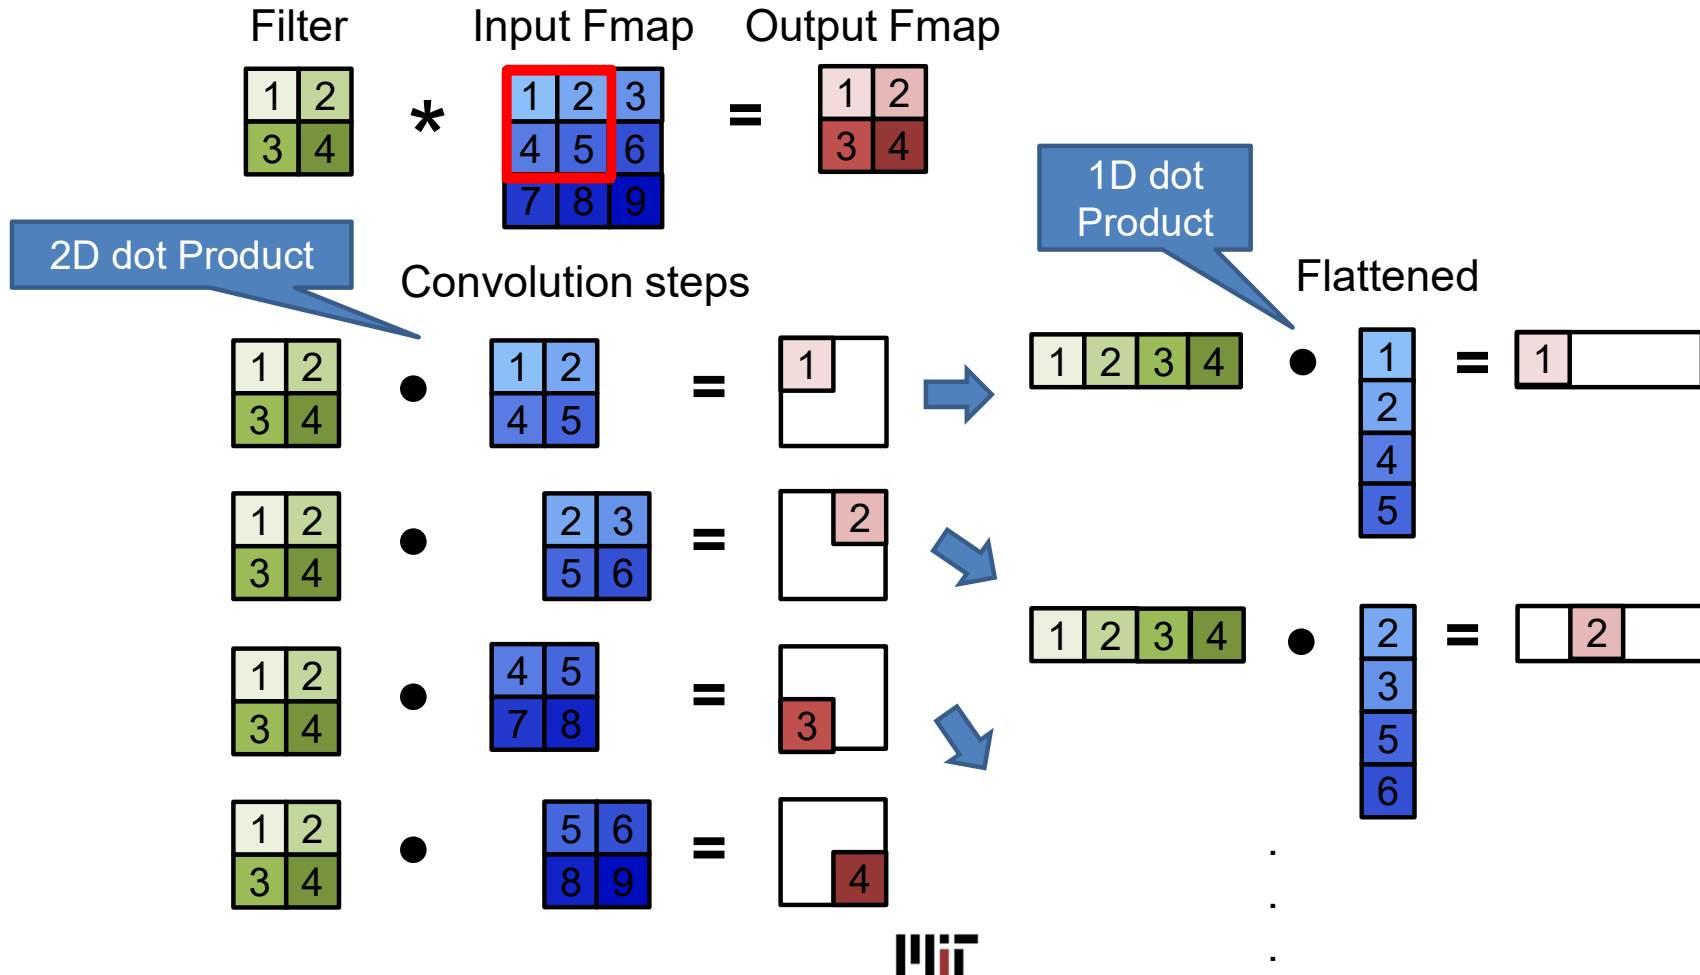 Filter Input Fmap Output Fmap
1 2 * 1 2 3 = 1 2
3 4 4 5 6 3 4
7 8 9
1D dot
Product
2D dot Product
Convolution steps
Flattened
1 2 • 1 2 = 1
3 4 4 5
1 2 3 4 • 1 = 1
2
4
5
1 2 • 2 3 = 2
3 4 5 6
1 2 3 4 • 2 = 2
3
5
6
1 2 • 4 5 =
3 4 7 8 3
1 2 • 5 6 =
3 4 8 9 4
.
.
.
MIT